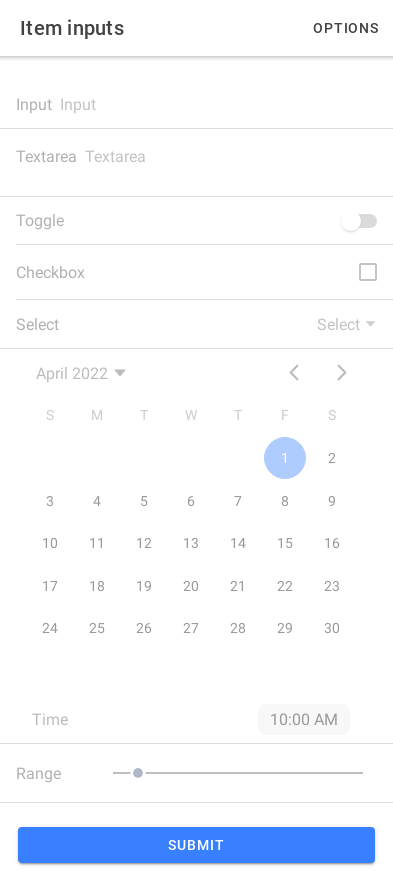 Item inputs OPTIONS
Input Input
Textarea Textarea
Toggle
Checkbox
Select Select
April 2022
S M T W T F S
1 2
3 4 5 6 7 8 9
10 11 12 13 14 15 16
17 18 19 20 21 22 23
24 25 26 27 28 29 30
Time 10:00 AM
Range
SUBMIT